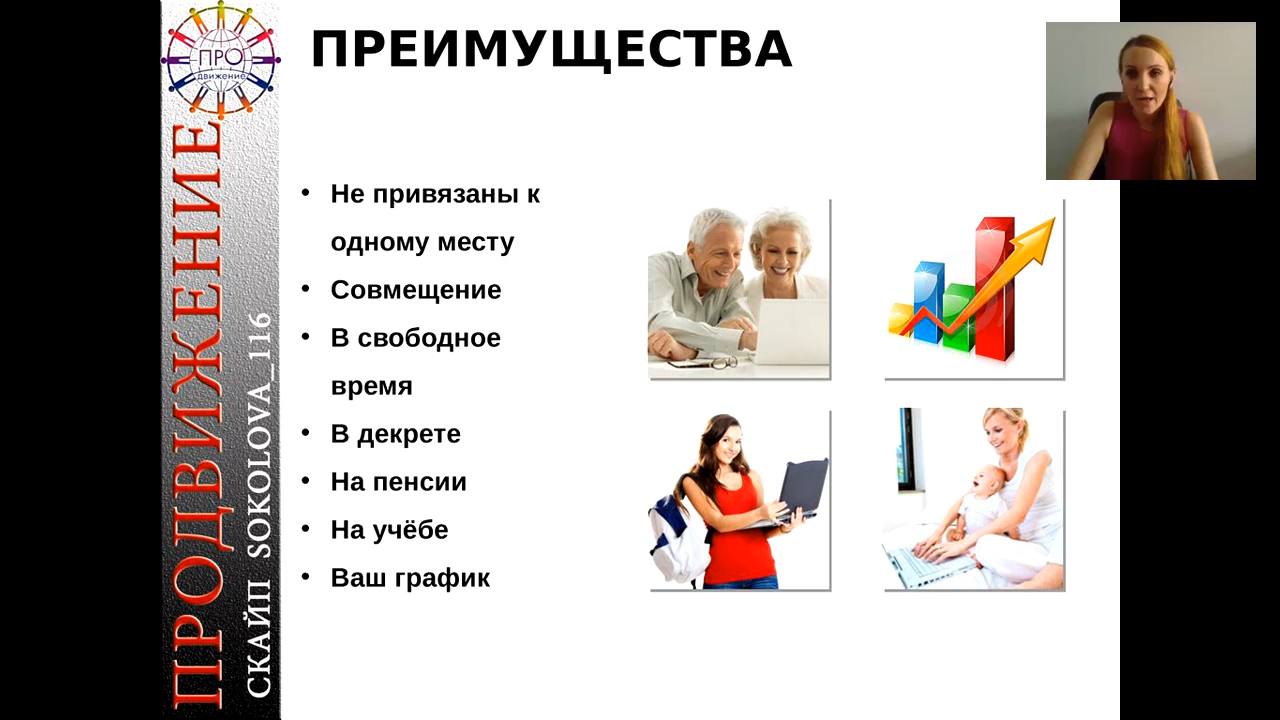 ПРО
движение
ПРОДВИЖЕНИЕ
СКАЙП SOKOLOVA_116
ПРЕИМУЩЕСТВА
• Не привязаны к
одному месту
• Совмещение
• В свободное
время
• В декрете
• На пенсии
• На учёбе
• Ваш график